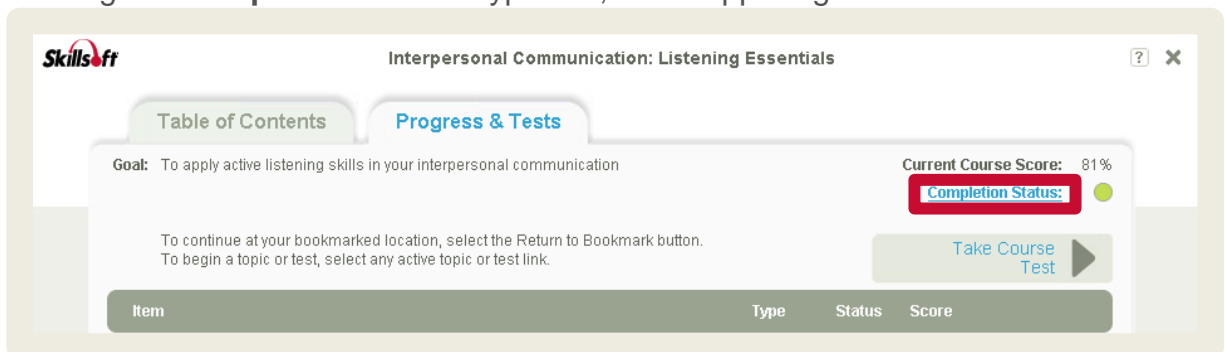 Skillsoft
Interpersonal Communication: Listening Essentials
?
Table of Contents
Progress & Tests
Goal: To apply active listening skills in your interpersonal communication
Current Course Score: 81%
Completion Status:
To continue at your bookmarked location, select the Return to Bookmark button.
To begin a topic or test, select any active topic or test link.
Take Course
Test
Item Type Status Score